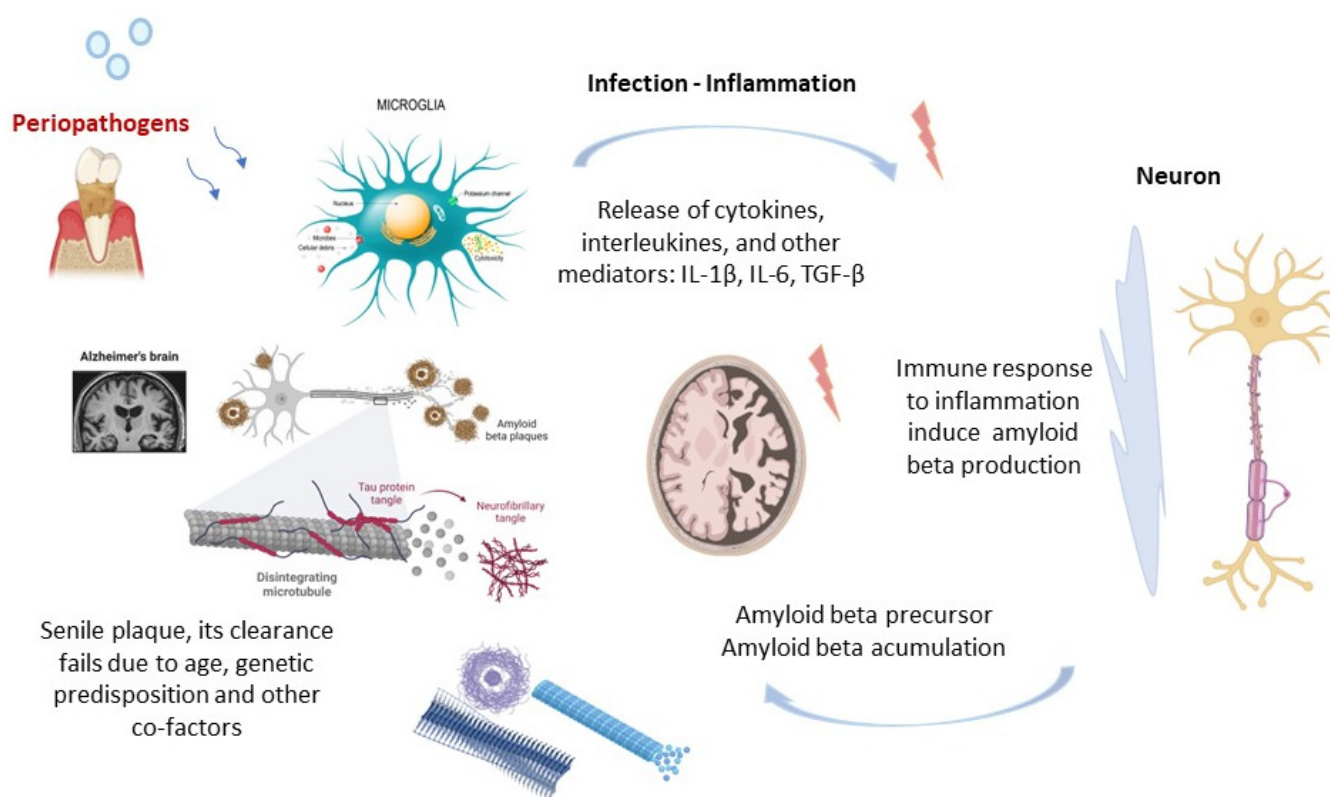 Periopathogens
MICROGLIA
Nucleus
Potassium channel
Microbes
Cellular debris
Cytotoxicity
Infection - Inflammation
Release of cytokines,
interleukines, and other
mediators: IL-1β, IL-6, TGF-β
Neuron
Immune response
to inflammation
induce amyloid
beta production
Alzheimer's brain
Amyloid
beta plaques
Tau protein
tangle
Neurofibrillary
tangle
Disintegrating
microtubule
Senile plaque, its clearance
fails due to age, genetic
predisposition and other
co-factors
Amyloid beta precursor
Amyloid beta acumulation